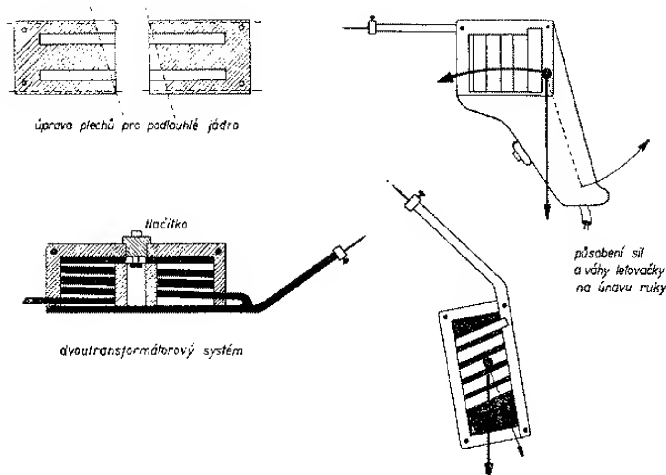 úprava plechů pro podlouhlé jádro
tlačítko
dvoutransformátorový systém
působení sil
a váhy letovačky
na únavu ruky